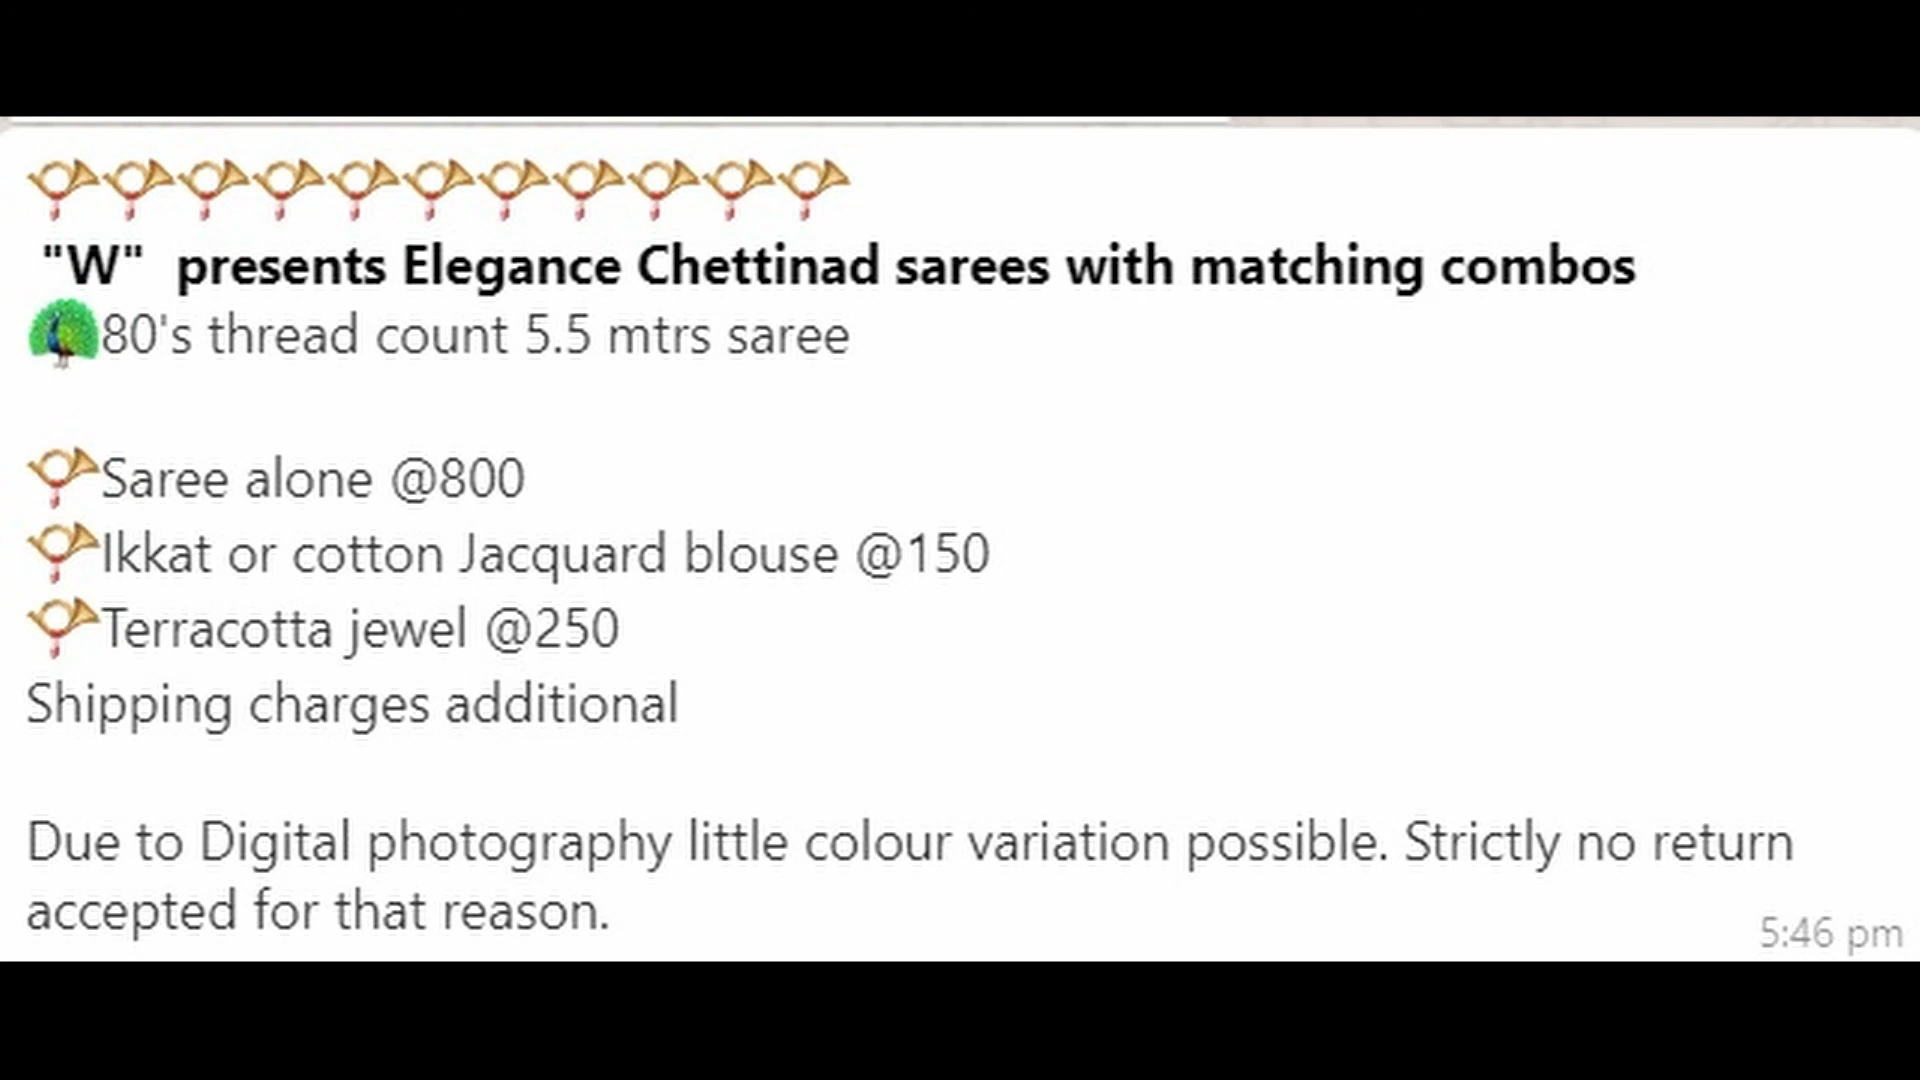 📯📯📯📯📯📯📯📯📯📯📯
"W"  presents Elegance Chettinad sarees with matching combos
🦚80's thread count 5.5 mtrs saree
📯Saree alone @800
📯Ikkat or cotton Jacquard blouse @150
📯Terracotta jewel @250
Shipping charges additional
Due to Digital photography little colour variation possible. Strictly no return
accepted for that reason.
5:46 pm